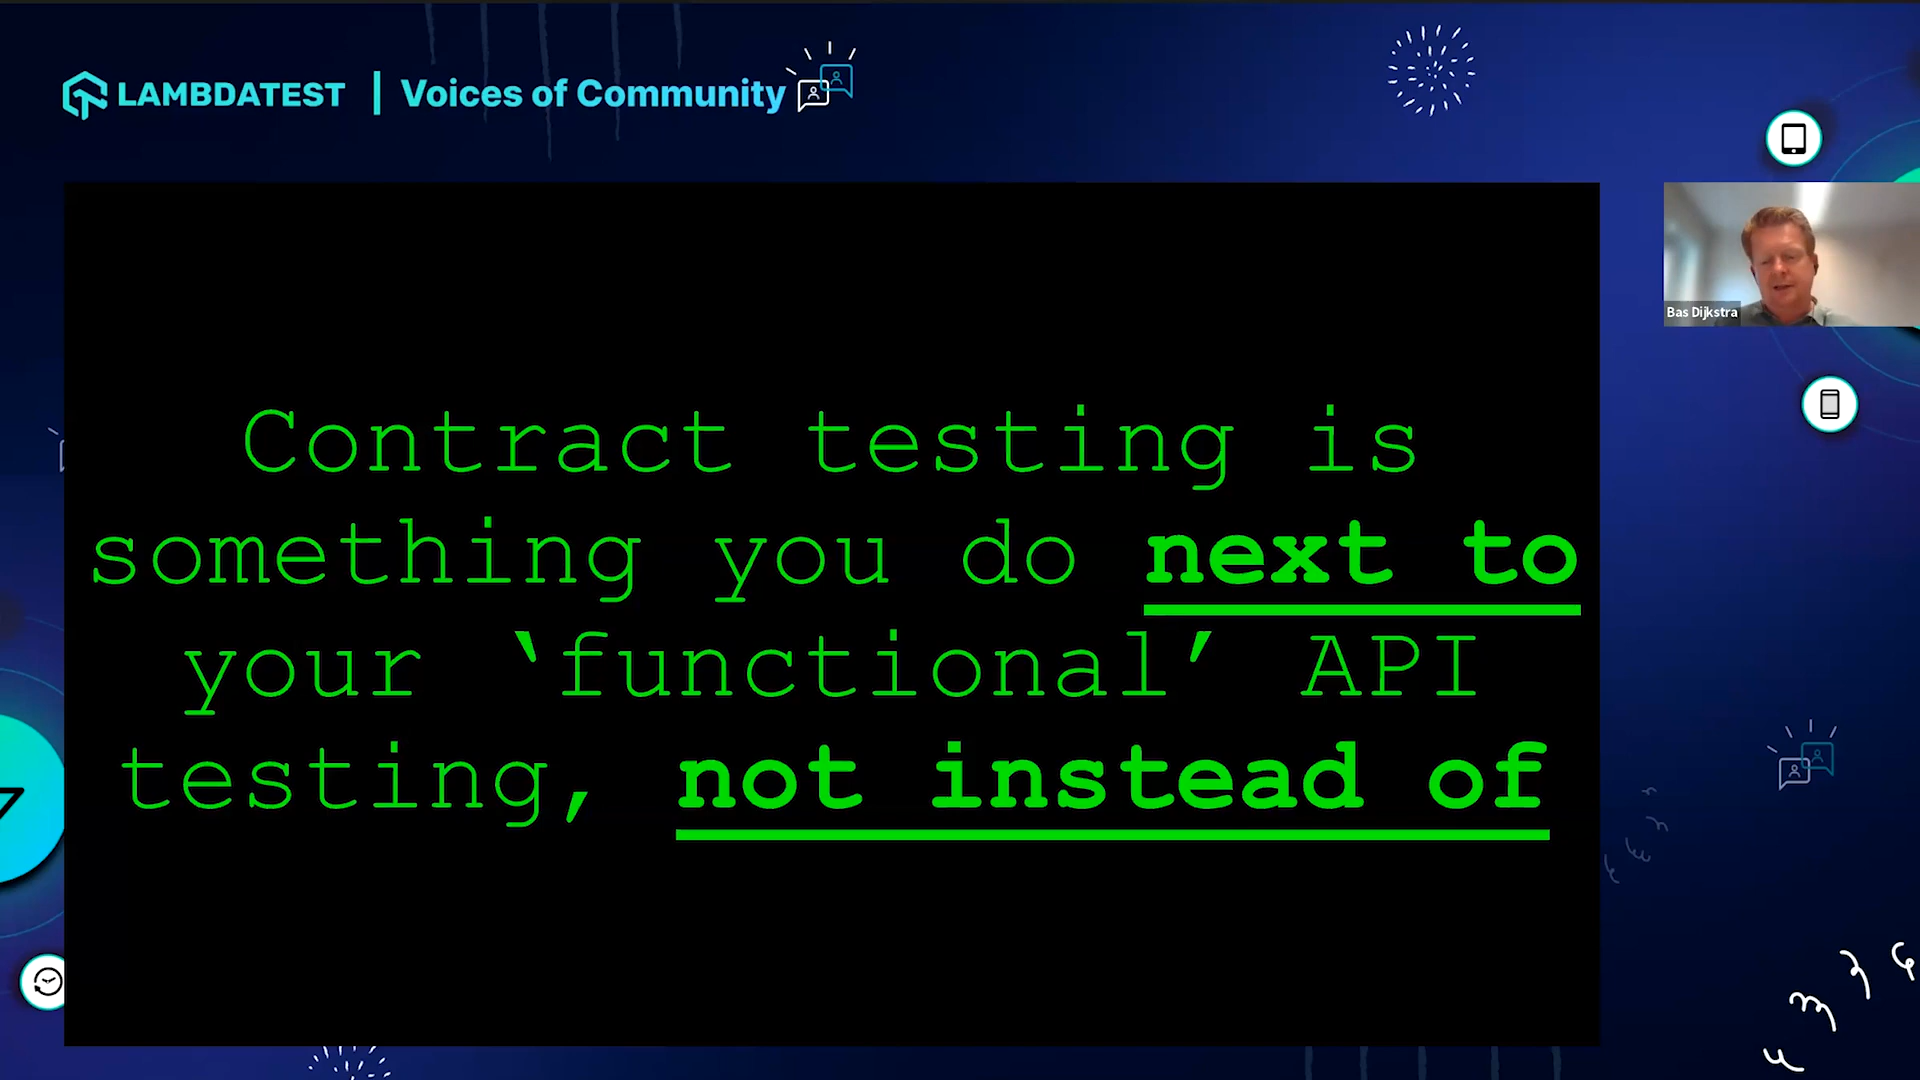 LAMBDATEST | Voices of Community
Bas Dijkstra
Contract testing is
something you do next to
your ‘functional’ API
testing, not instead of